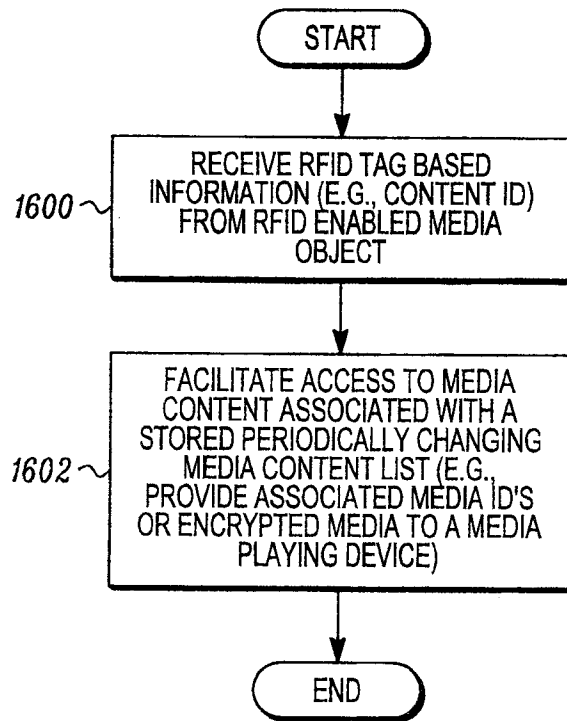 START
RECEIVE RFID TAG BASED
INFORMATION (E.G., CONTENT ID)
FROM RFID ENABLED MEDIA
OBJECT
1600
FACILITATE ACCESS TO MEDIA
CONTENT ASSOCIATED WITH A
STORED PERIODICALLY CHANGING
MEDIA CONTENT LIST (E.G.,
PROVIDE ASSOCIATED MEDIA ID'S
OR ENCRYPTED MEDIA TO A MEDIA
PLAYING DEVICE)
1602
END